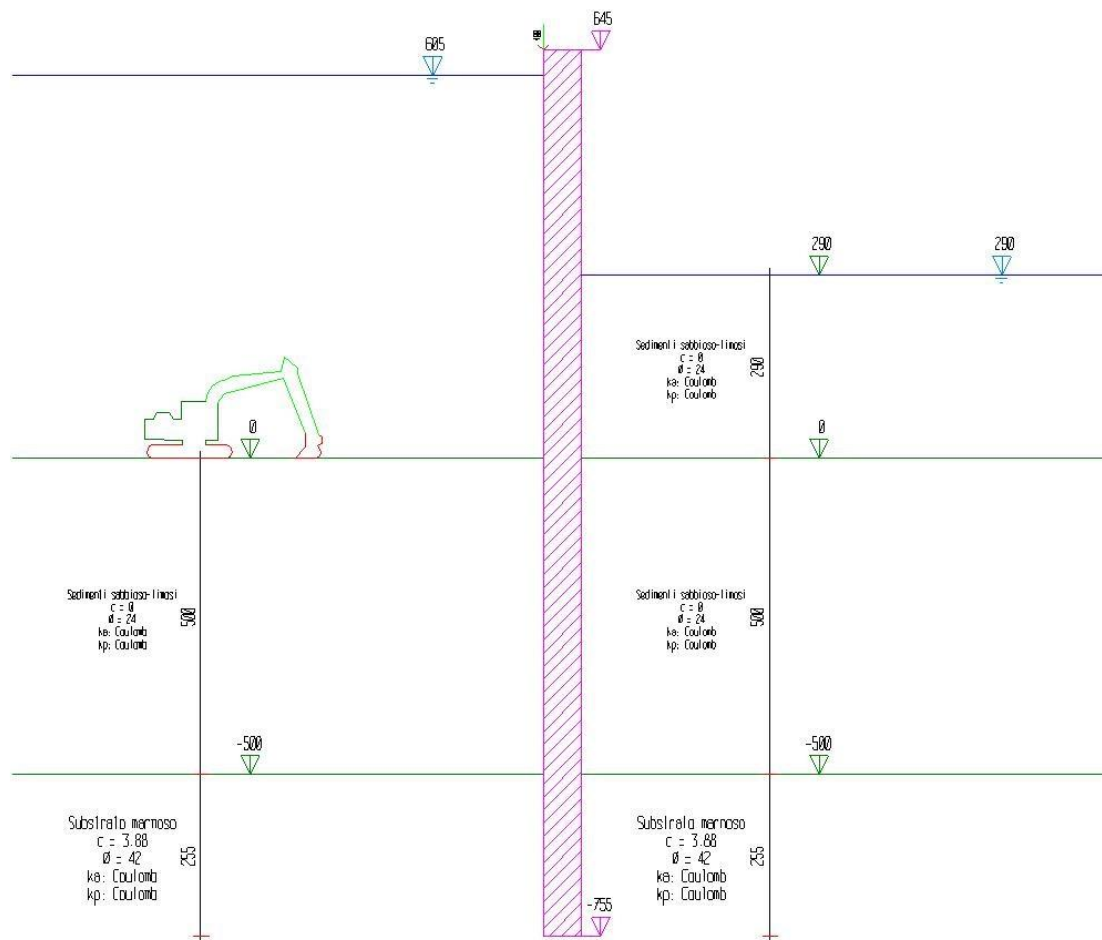 645
605
290
290
Sedimenti sabbioso-limosi
c = 0
Ø = 24
ka: Coulomb
kp: Coulomb
290
0
0
Sedimenti sabbioso-limosi
c = 0
Ø = 24
ka: Coulomb
kp: Coulomb
500
Sedimenti sabbioso-limosi
c = 0
Ø = 24
ka: Coulomb
kp: Coulomb
500
-500
-500
Substrato marnoso
c = 3.88
Ø = 42
ka: Coulomb
kp: Coulomb
255
Substrato marnoso
c = 3.88
Ø = 42
ka: Coulomb
kp: Coulomb
255
-755